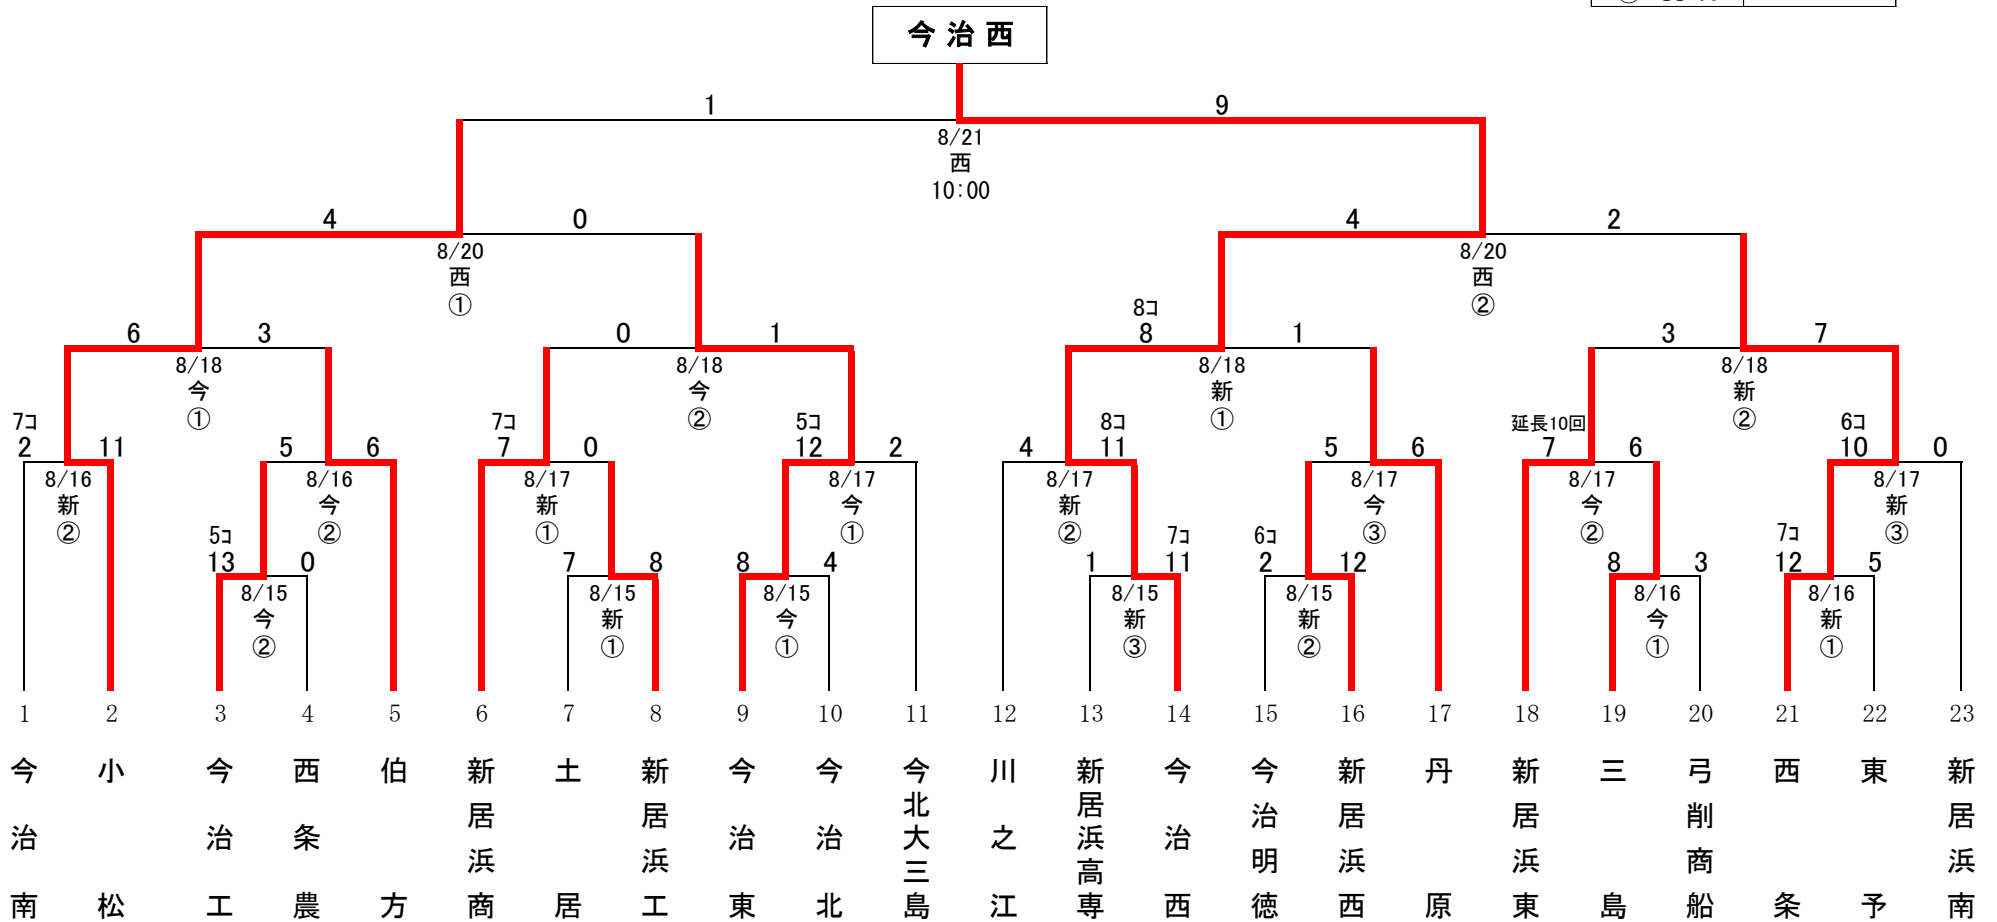 今治西
1 9
8/21
西
10:00
4 0 4 2
8/20 8/20
西 西
① ②
8コ
6 3 0 1 8 1 3 7
8/18 8/18 8/18 8/18
今 今 新 新
① ② ① ②
7コ 7コ 5コ 8コ 延長10回 6コ
2 11 5 6 7 0 12 2 4 11 5 6 7 6 10 0
8/16 8/16 8/17 8/17 8/17 8/17 8/17 8/17
新 今 新 今 新 今 今 新
② ② ① ① ② ③ ② ③
5コ 7コ 6コ 7コ
13 0 7 8 8 4 1 11 2 12 8 3 12 5
8/15 8/15 8/15 8/15 8/15 8/16 8/16
今 新 今 新 新 今 新
② ① ① ③ ② ① ①
1 2 3 4 5 6 7 8 9 10 11 12 13 14 15 16 17 18 19 20 21 22 23
今治南
小松
今治工
西条農
伯方
新居浜商
土居
新居浜工
今治東
今治北
今北大三島
川之江
新居浜高専
今治西
今治明徳
新居浜西
丹原
新居浜東
三島
弓削商船
西条
東予
新居浜南